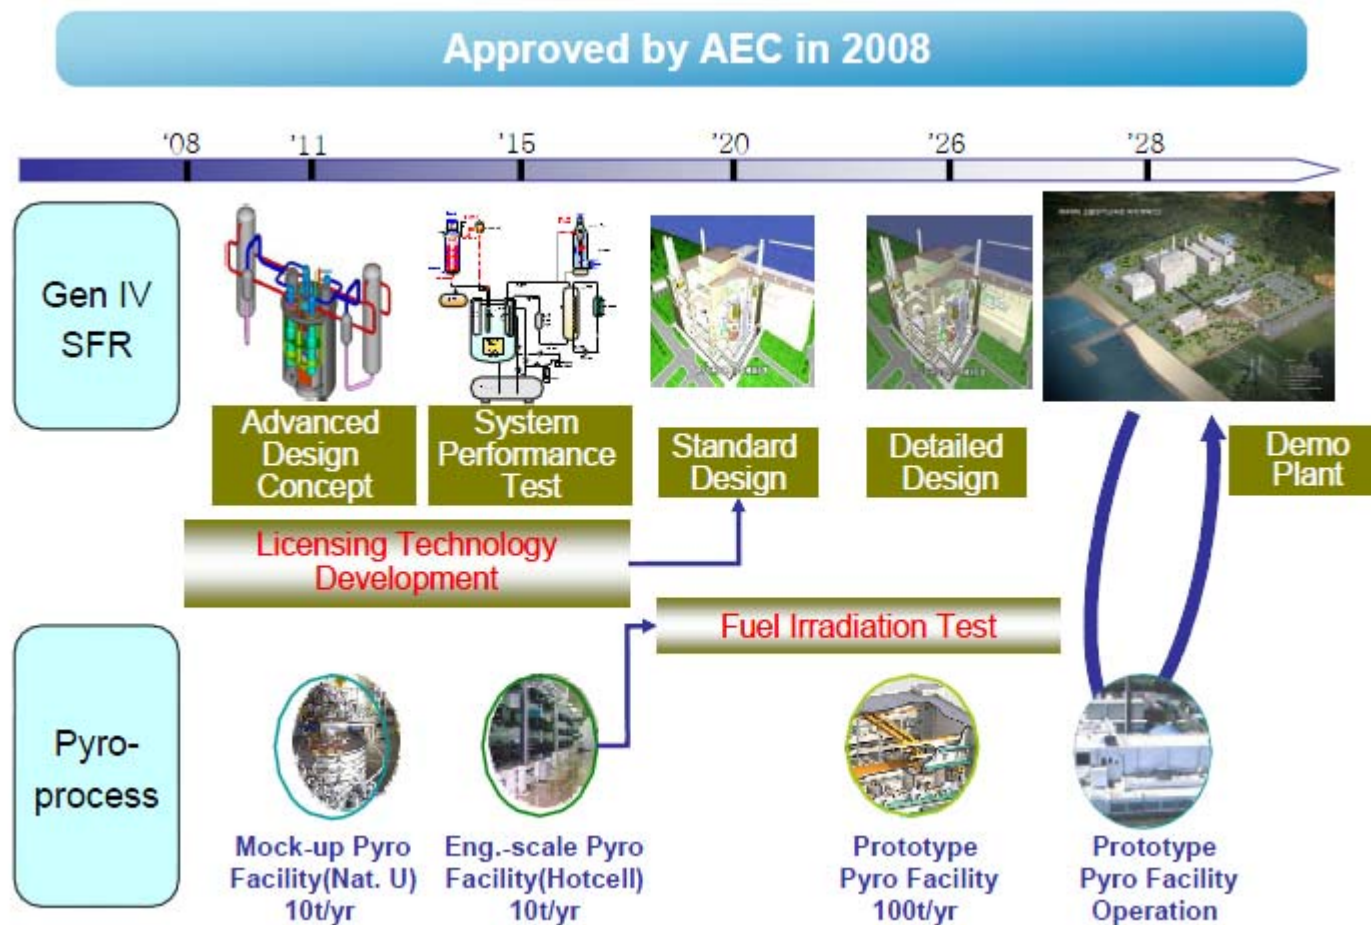 Approved by AEC in 2008
‘08 ’11 ’15 ’20 ’26 ’28
Gen IV
SFR
Advanced
Design
Concept
System
Performance
Test
Standard
Design
Detailed
Design
Demo
Plant
Licensing Technology
Development
Fuel Irradiation Test
Pyro-
process
Mock-up Pyro
Facility(Nat. U)
10t/yr
Eng.-scale Pyro
Facility(Hotcell)
10t/yr
Prototype
Pyro Facility
100t/yr
Prototype
Pyro Facility
Operation